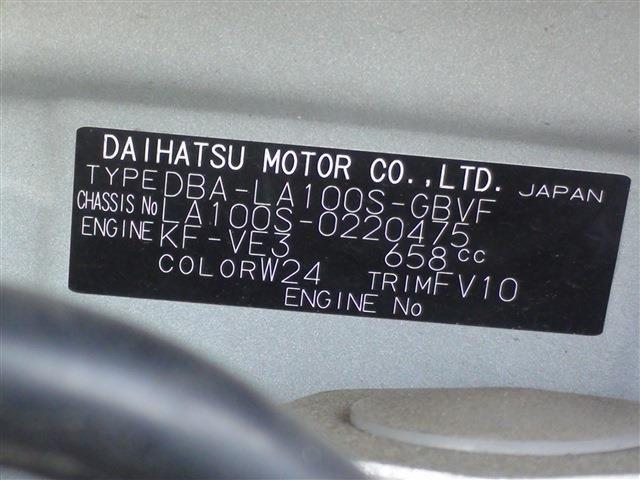 DAIHATSU MOTOR CO.,LTD. JAPAN
TYPE DBA-LA100S-GBVF
CHASSIS No LA100S-0220475
ENGINE KF-VE3 658cc
COLOR W24 TRIM FV10
ENGINE No